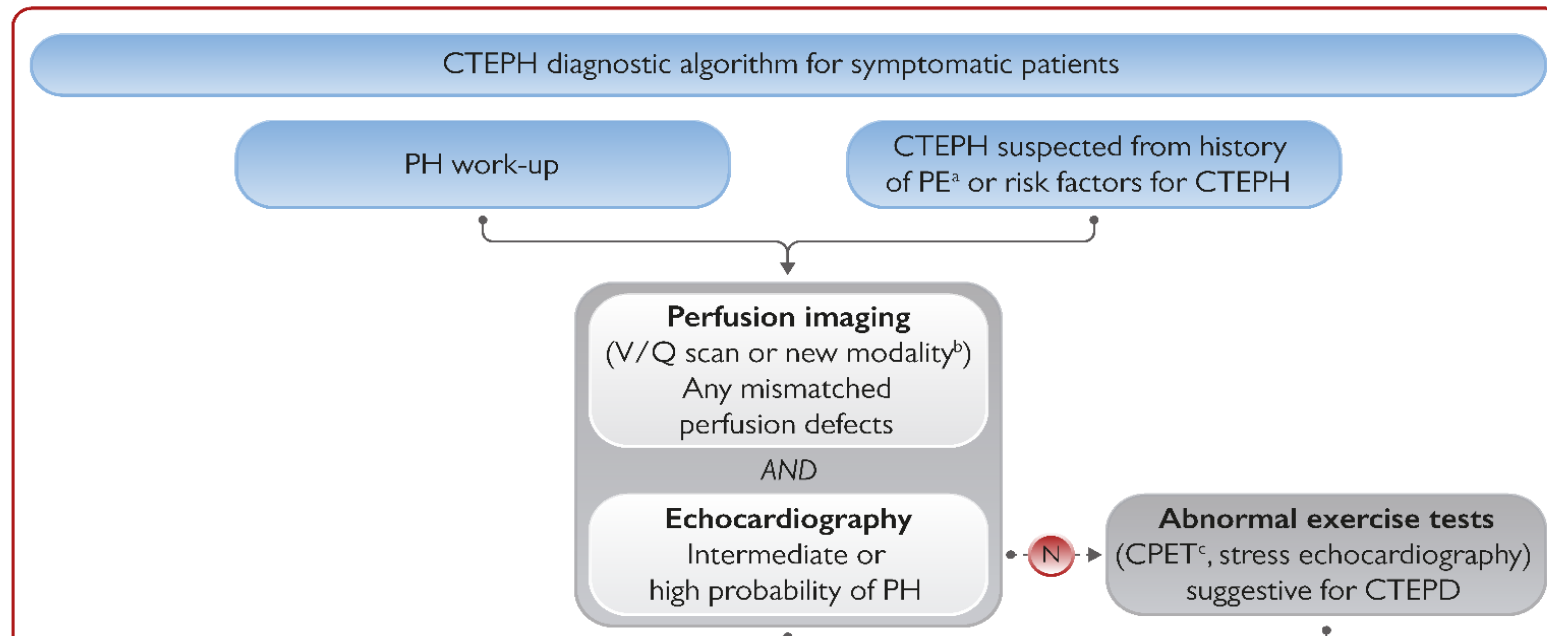 CTEPH diagnostic algorithm for symptomatic patients
PH work-up
CTEPH suspected from history
of PEᵃ or risk factors for CTEPH
Perfusion imaging
(V/Q scan or new modalityᵇ)
Any mismatched
perfusion defects
AND
Echocardiography
Intermediate or
high probability of PH
N
Abnormal exercise tests
(CPETᶜ, stress echocardiography)
suggestive for CTEPD